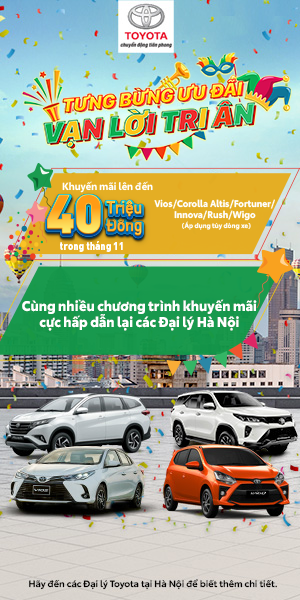 TOYOTA
chuyển động tiên phong
TƯNG BỪNG ƯU ĐÃI
VẠN LỜI TRI ÂN
Khuyến mãi lên đến
40 Triệu Đồng
trong tháng 11
Vios/Corolla Altis/Fortuner/
Innova/Rush/Wigo
(Áp dụng tùy dòng xe)
Cùng nhiều chương trình khuyến mãi
cực hấp dẫn lại các Đại lý Hà Nội
VIOS
WIGO
Hãy đến các Đại lý Toyota tại Hà Nội để biết thêm chi tiết.